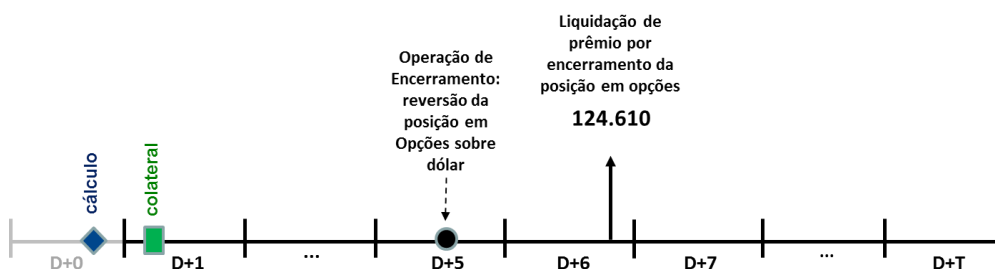 Liquidação de
prêmio por
encerramento da
posição em opções
124.610
Operação de
Encerramento:
reversão da
posição em
Opções sobre
dólar
cálculo
colateral
D+0
D+1
...
D+5
D+6
D+7
...
D+T